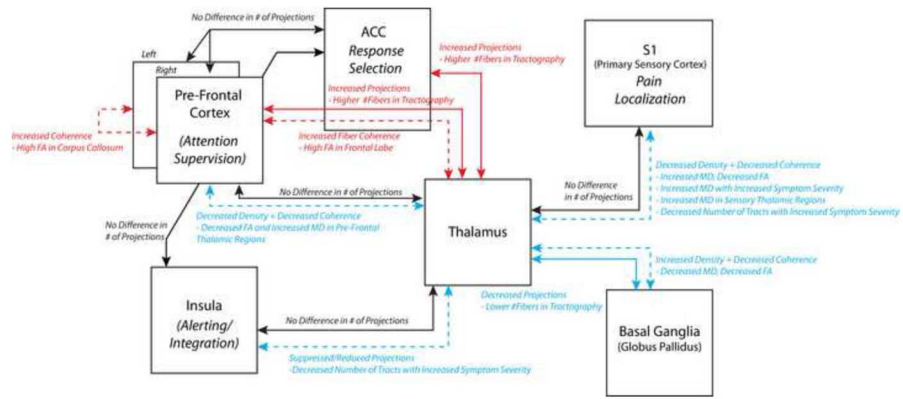 No Difference in # of Projections
ACC
Response
Selection
Increased Projections
- Higher #Fibers in Tractography
S1
(Primary Sensory Cortex)
Pain
Localization
Left
Right
Pre-Frontal
Cortex
(Attention
Supervision)
Increased Projections
- Higher #Fibers in Tractography
Increased Coherence
- High FA in Corpus Callosum
Increased Fiber Coherence
- High FA in Frontal Lobe
Decreased Density + Decreased Coherence
- Increased MD, Decreased FA
- Increased MD with Increased Symptom Severity
- Increased MD in Sensory Thalamic Regions
- Decreased Number of Tracts with Increased Symptom Severity
No Difference
in # of Projections
No Difference in # of Projections
Decreased Density + Decreased Coherence
- Decreased FA and Increased MD in Pre-Frontal
Thalamic Regions
No Difference in
# of Projections
Thalamus
Increased Density + Decreased Coherence
- Decreased MD, Decreased FA
Decreased Projections
- Lower #Fibers in Tractography
Insula
(Alerting/
Integration)
No Difference in # of Projections
Basal Ganglia
(Globus Pallidus)
Suppressed/Reduced Projections
-Decreased Number of Tracts with Increased Symptom Severity